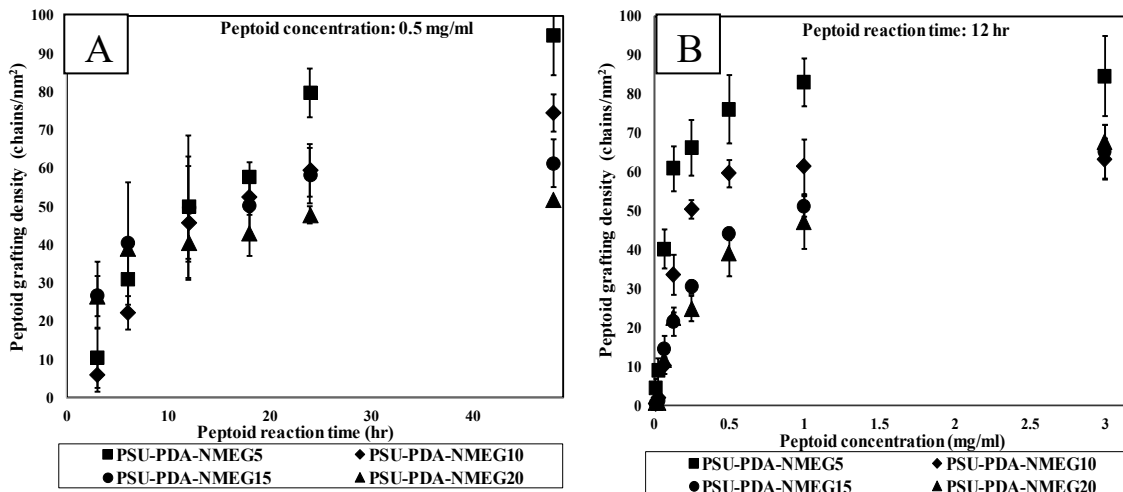 A
Peptoid concentration: 0.5 mg/ml
Peptoid grafting density (chains/nm²)
100
90
80
70
60
50
40
30
20
10
0
0 10 20 30 40
Peptoid reaction time (hr)
PSU-PDA-NMEG5 PSU-PDA-NMEG10
PSU-PDA-NMEG15 PSU-PDA-NMEG20
B
Peptoid reaction time: 12 hr
Peptoid grafting density (chains/nm²)
100
90
80
70
60
50
40
30
20
10
0
0 0.5 1 1.5 2 2.5 3
Peptoid concentration (mg/ml)
PSU-PDA-NMEG5 PSU-PDA-NMEG10
PSU-PDA-NMEG15 PSU-PDA-NMEG20